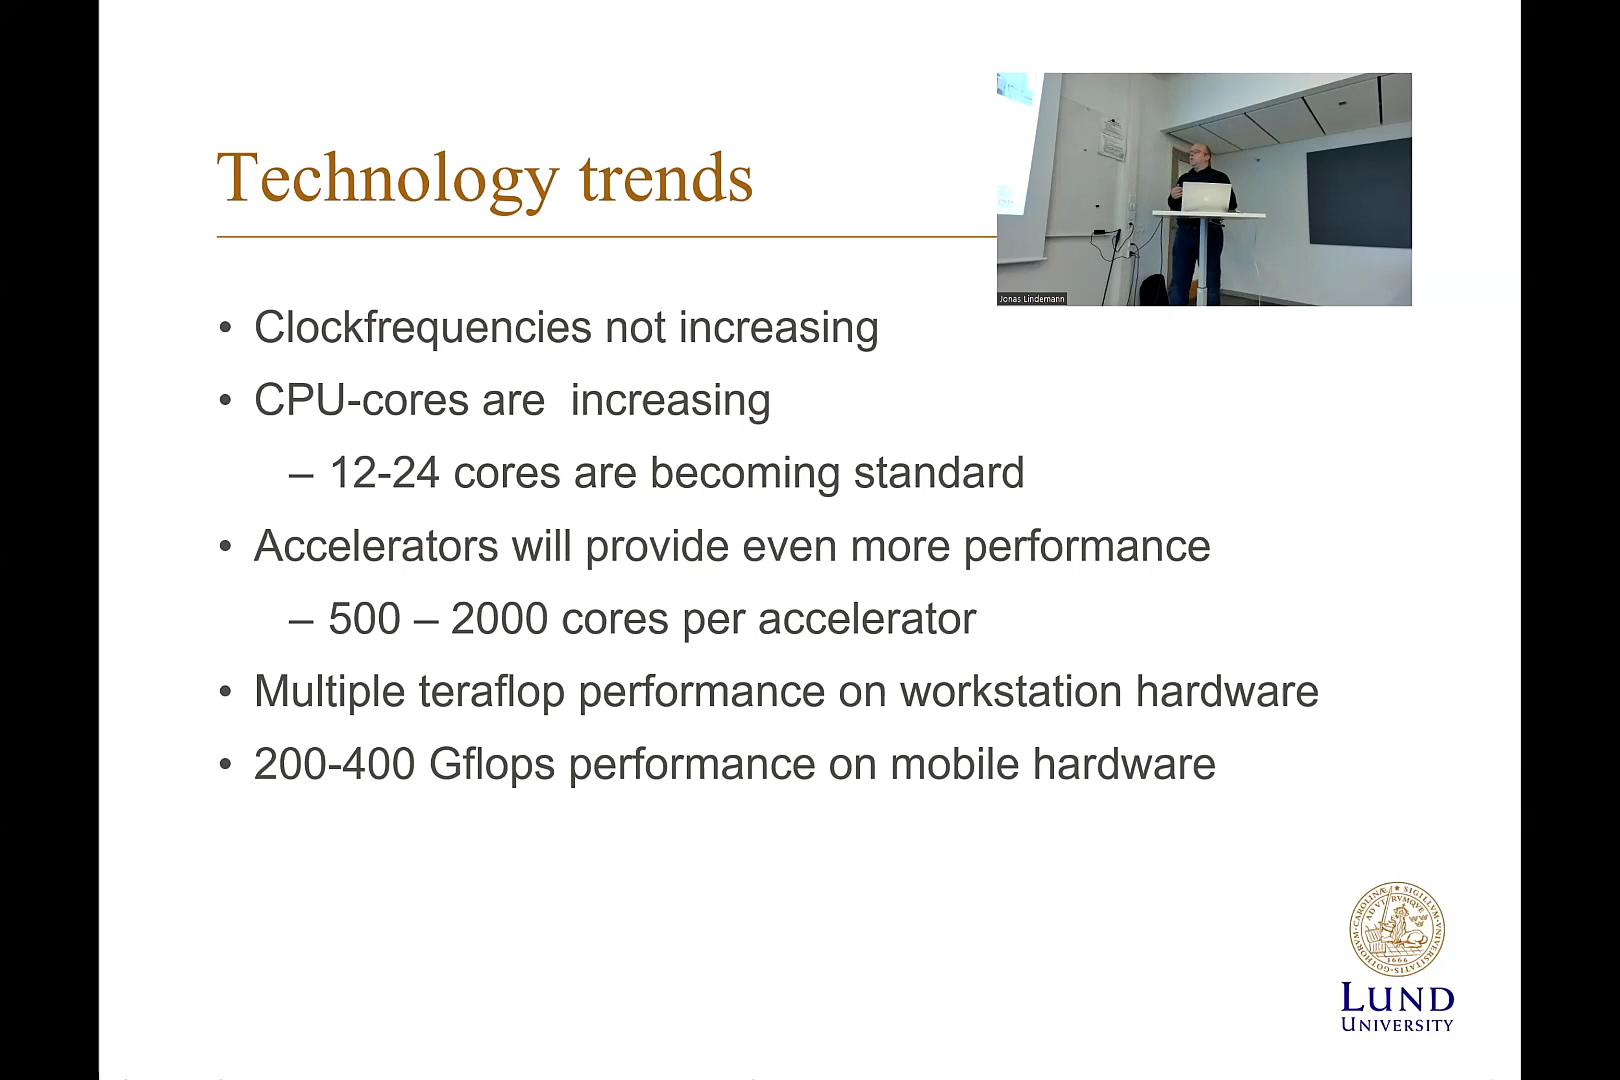 Technology trends
Jonas Lindemann
• Clockfrequencies not increasing
• CPU-cores are  increasing
– 12-24 cores are becoming standard
• Accelerators will provide even more performance
– 500 – 2000 cores per accelerator
• Multiple teraflop performance on workstation hardware
• 200-400 Gflops performance on mobile hardware
1666
LUND
UNIVERSITY